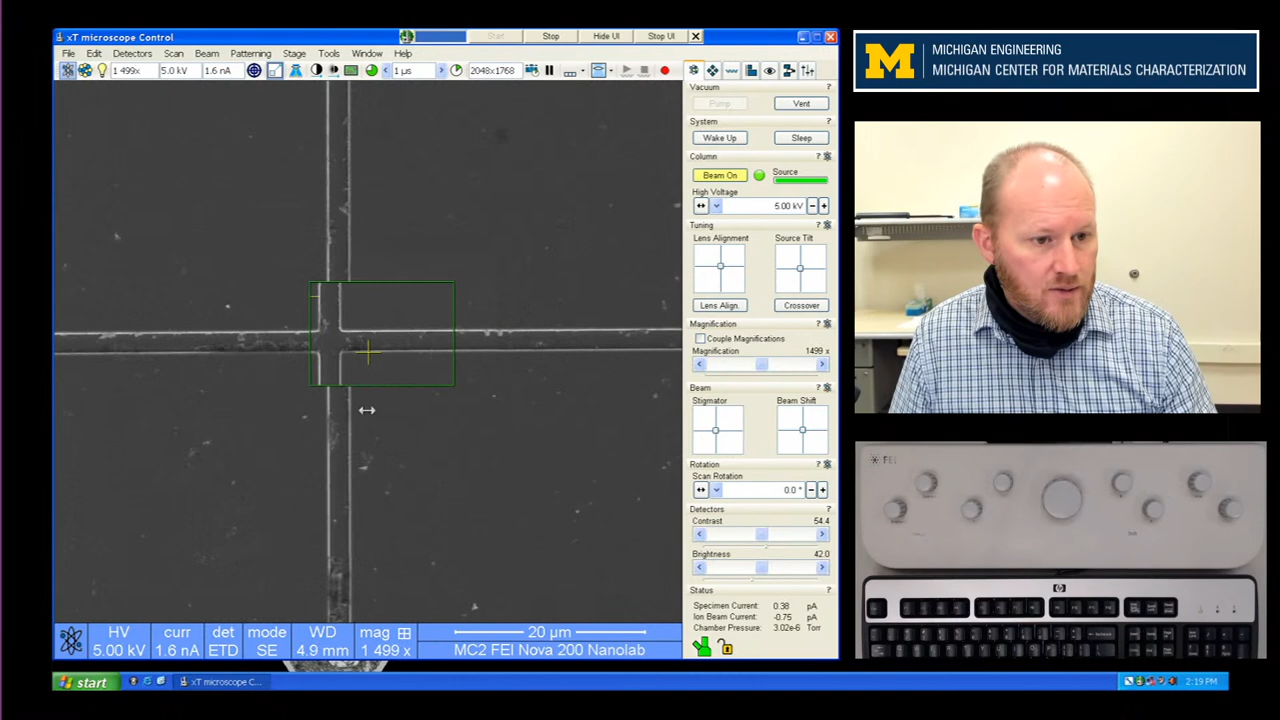 xT microscope Control
Start
Stop
Hide UI
Stop UI
File Edit Detectors Scan Beam Patterning Stage Tools Window Help
1 499x 5.0 kV 1.6 nA 1 µs 2048x1768
Vacuum ?
Pump Vent
System ?
Wake Up Sleep
Column ?
Beam On Source
High Voltage
5.00 kV
Tuning ?
Lens Alignment Source Tilt
Lens Align. Crossover
Magnification ?
Couple Magnifications
Magnification 1499 x
Beam ?
Stigmator Beam Shift
Rotation ?
Scan Rotation
0.0 °
Detectors ?
Contrast 54.4
Brightness 42.0
Status ?
Specimen Current: 0.38 pA
Ion Beam Current: -0.75 pA
Chamber Pressure: 3.02e-6 Torr
HV curr det mode WD mag 20 µm
5.00 kV 1.6 nA ETD SE 4.9 mm 1 499 x MC2 FEI Nova 200 Nanolab
start xT microscope C... 2:19 PM
M
MICHIGAN ENGINEERING
MICHIGAN CENTER FOR MATERIALS CHARACTERIZATION
FEI
hp